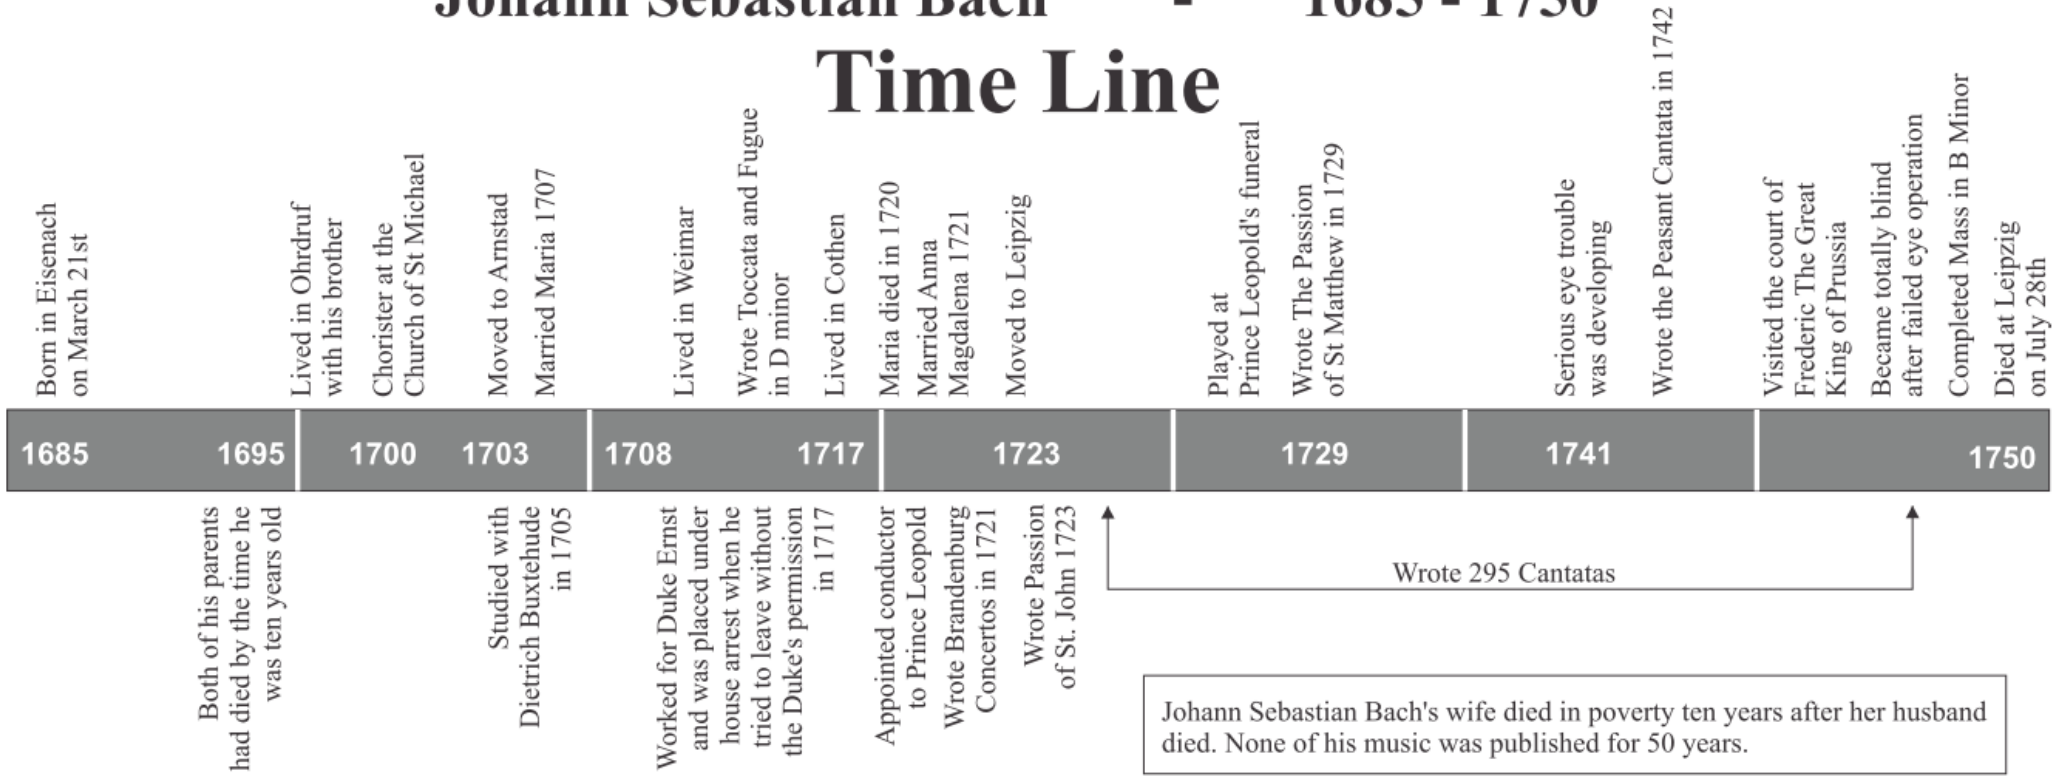 Johann Sebastian Bach - 1685 - 1750
Time Line
Born in Eisenach
on March 21st
Lived in Ohrdruf
with his brother
Chorister at the
Church of St Michael
Moved to Arnstad
Married Maria 1707
Lived in Weimar
Wrote Toccata and Fugue
in D minor
Lived in Cothen
Maria died in 1720
Married Anna
Magdalena 1721
Moved to Leipzig
Played at
Prince Leopold's funeral
Wrote The Passion
of St Matthew in 1729
Serious eye trouble
was developing
Wrote the Peasant Cantata in 1742
Visited the court of
Frederic The Great
King of Prussia
Became totally blind
after failed eye operation
Completed Mass in B Minor
Died at Leipzig
on July 28th
1685
1695
1700
1703
1708
1717
1723
1729
1741
1750
Both of his parents
had died by the time he
was ten years old
Studied with
Dietrich Buxtehude
in 1705
Worked for Duke Ernst
and was placed under
house arrest when he
tried to leave without
the Duke's permission
in 1717
Appointed conductor
to Prince Leopold
Wrote Brandenburg
Concertos in 1721
Wrote Passion
of St. John 1723
Wrote 295 Cantatas
Johann Sebastian Bach's wife died in poverty ten years after her husband
died. None of his music was published for 50 years.